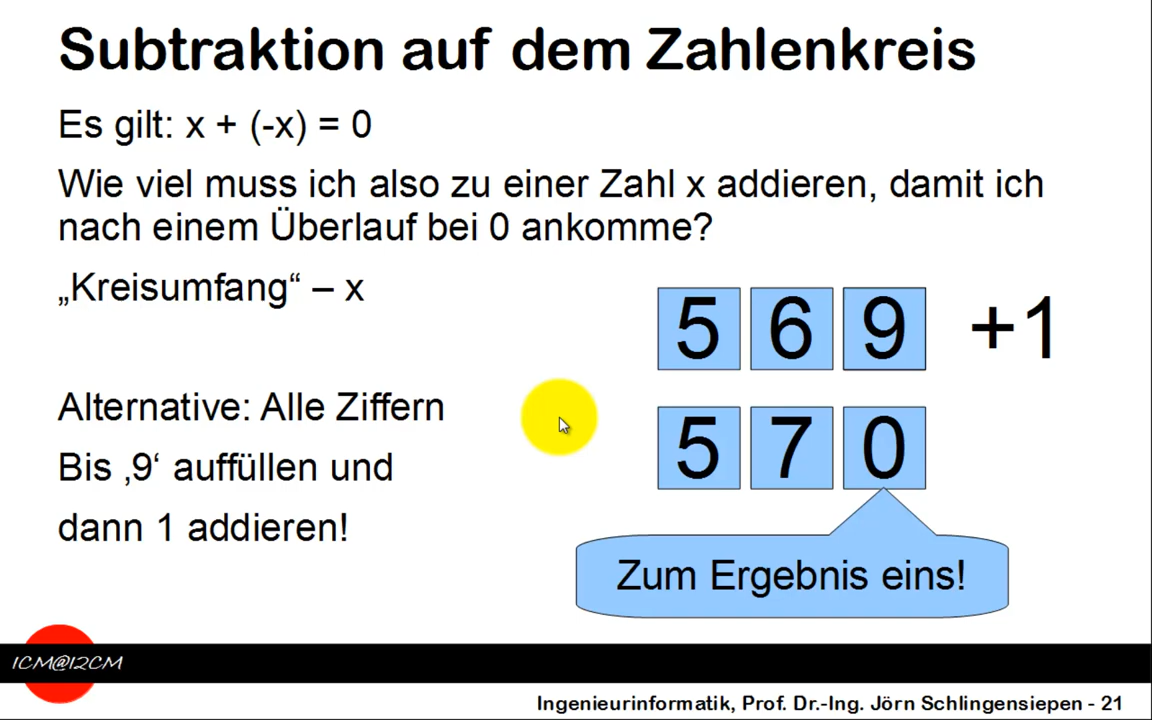 Subtraktion auf dem Zahlenkreis
Es gilt: x + (-x) = 0
Wie viel muss ich also zu einer Zahl x addieren, damit ich
nach einem Überlauf bei 0 ankomme?
„Kreisumfang“ – x
5 6 9 +1
Alternative: Alle Ziffern
Bis ‚9‘ auffüllen und
dann 1 addieren!
5 7 0
Zum Ergebnis eins!
1CM@12CM
Ingenieurinformatik, Prof. Dr.-Ing. Jörn Schlingensiepen - 21